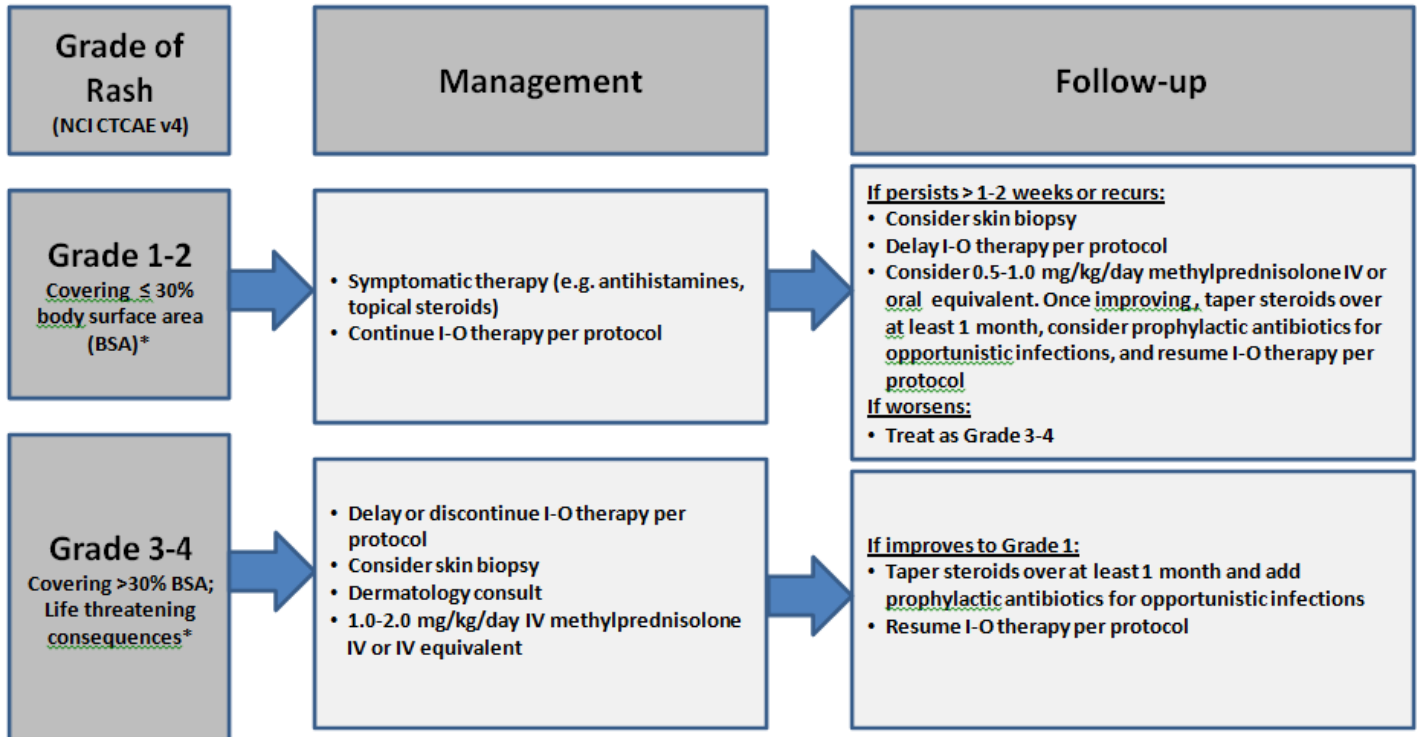 Grade of
Rash
(NCI CTCAE v4)
Management
Follow-up
Grade 1-2
Covering ≤ 30%
body surface area
(BSA)*
• Symptomatic therapy (e.g. antihistamines,
topical steroids)
• Continue I-O therapy per protocol
If persists > 1-2 weeks or recurs:
• Consider skin biopsy
• Delay I-O therapy per protocol
• Consider 0.5-1.0 mg/kg/day methylprednisolone IV or
oral equivalent. Once improving, taper steroids over
at least 1 month, consider prophylactic antibiotics for
opportunistic infections, and resume I-O therapy per
protocol
If worsens:
• Treat as Grade 3-4
Grade 3-4
Covering >30% BSA;
Life threatening
consequences*
• Delay or discontinue I-O therapy per
protocol
• Consider skin biopsy
• Dermatology consult
• 1.0-2.0 mg/kg/day IV methylprednisolone
IV or IV equivalent
If improves to Grade 1:
• Taper steroids over at least 1 month and add
prophylactic antibiotics for opportunistic infections
• Resume I-O therapy per protocol